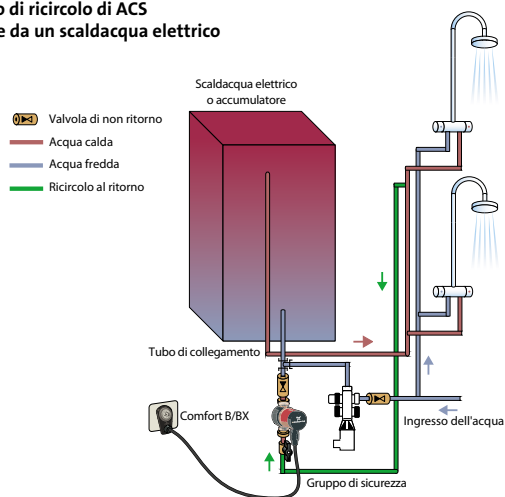 o di ricircolo di ACS
e da un scaldacqua elettrico
Scaldacqua elettrico
o accumulatore
Valvola di non ritorno
Acqua calda
Acqua fredda
Ricircolo al ritorno
Tubo di collegamento
Comfort B/BX
Ingresso dell'acqua
Gruppo di sicurezza